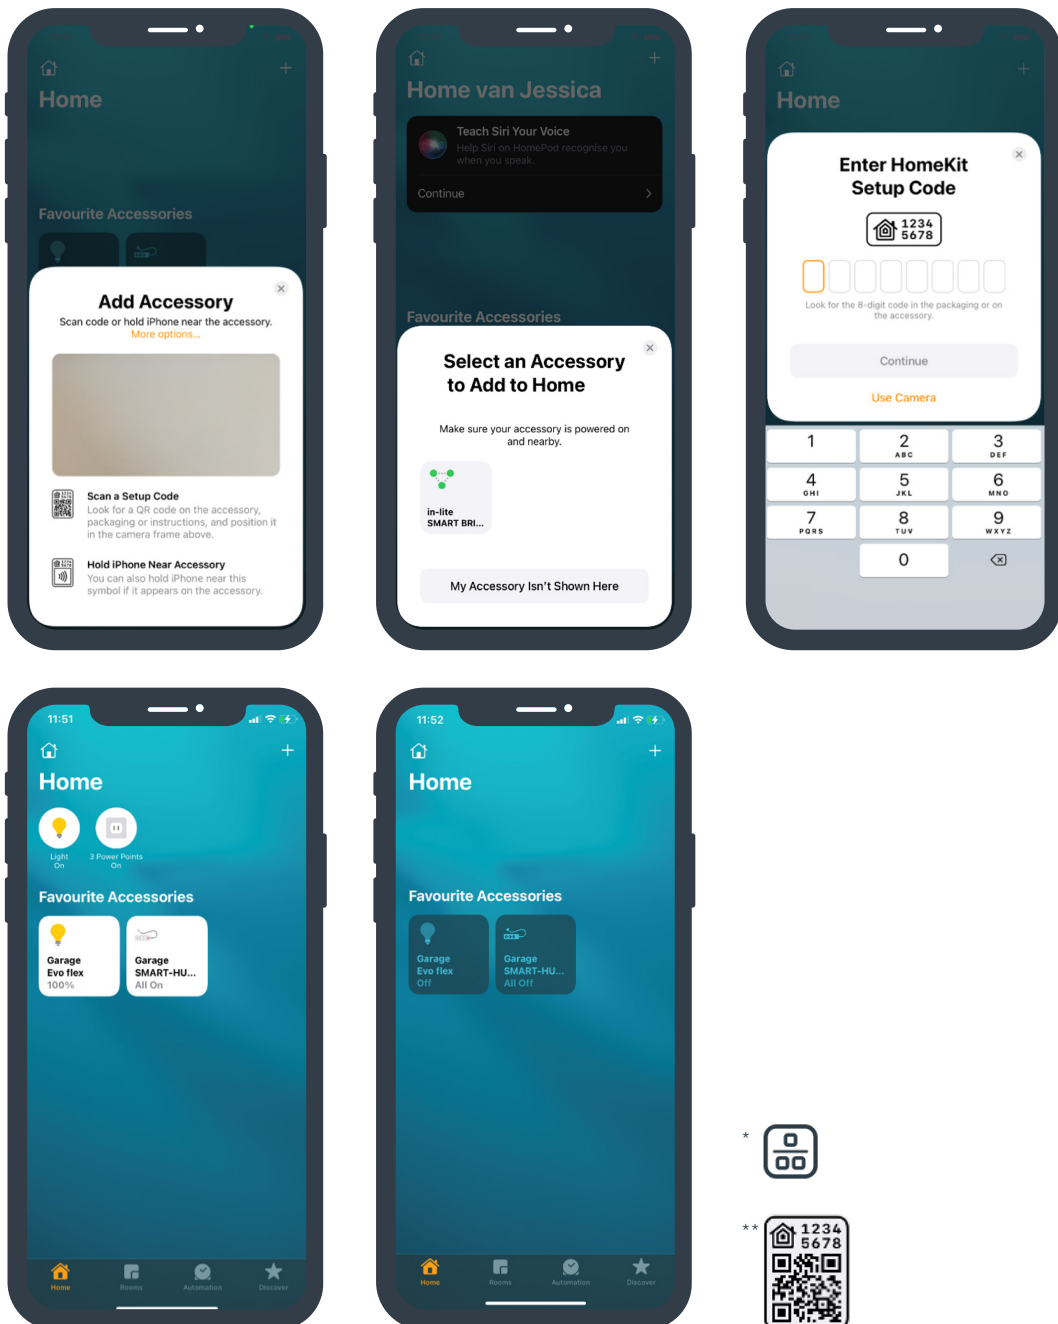 Home
Favourite Accessories
Add Accessory
Scan code or hold iPhone near the accessory.
More options...
Scan a Setup Code
Look for a QR code on the accessory,
packaging or instructions, and position it
in the camera frame above.
Hold iPhone Near Accessory
You can also hold iPhone near this
symbol if it appears on the accessory.
Home van Jessica
Teach Siri Your Voice
Help Siri on HomePod recognise you
when you speak.
Continue
Favourite Accessories
Select an Accessory
to Add to Home
Make sure your accessory is powered on
and nearby.
in-lite
SMART BRI...
My Accessory Isn't Shown Here
Home
Enter HomeKit
Setup Code
1234
5678
Look for the 8-digit code in the packaging or on
the accessory.
Continue
Use Camera
1 2 3
ABC DEF
4 5 6
GHI JKL MNO
7 8 9
PQRS TUV WXYZ
0
11:51
Home
Light
On
3 Power Points
On
Favourite Accessories
Garage
Evo flex
100%
Garage
SMART-HU...
All On
Home Rooms Automation Discover
11:52
Home
Favourite Accessories
Garage
Evo flex
Off
Garage
SMART-HU...
All Off
Home Rooms Automation Discover
*
**
1234
5678